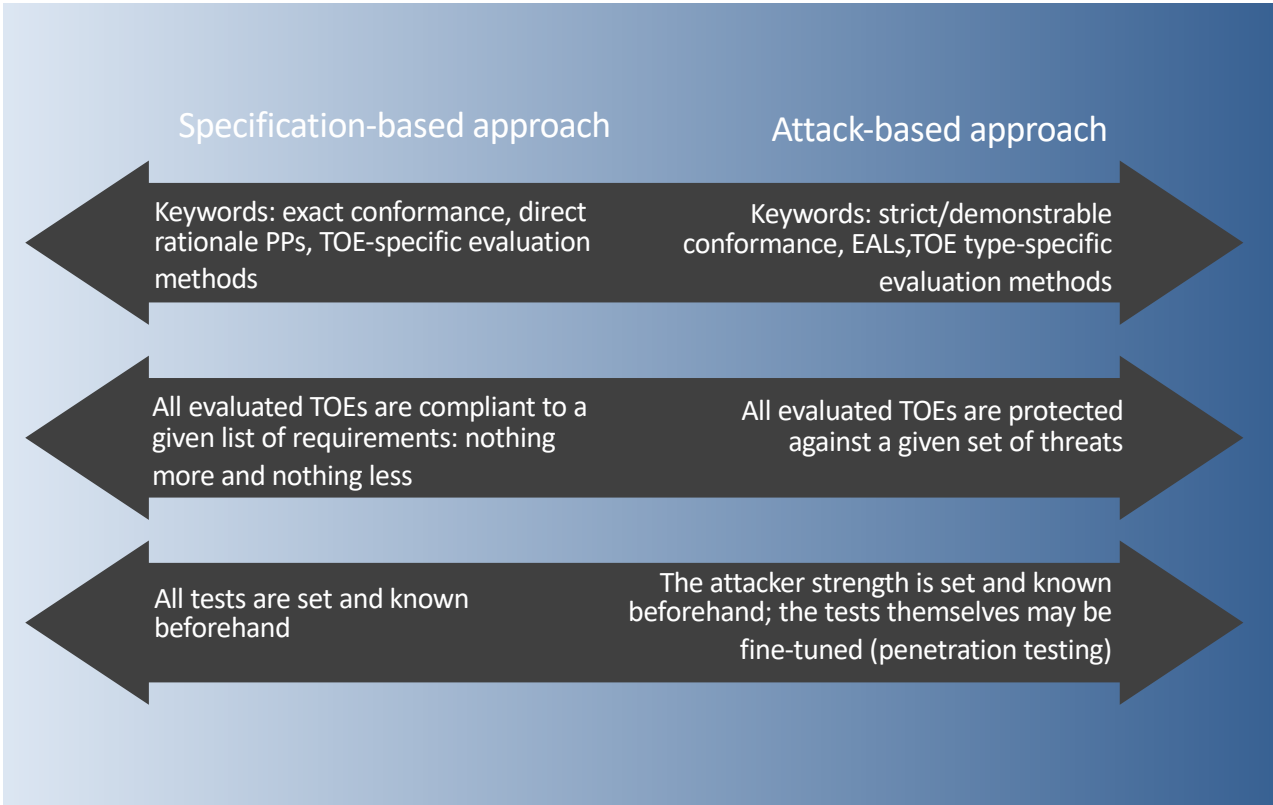 Specification-based approach
Attack-based approach
Keywords: exact conformance, direct
rationale PPs, TOE-specific evaluation
methods
Keywords: strict/demonstrable
conformance, EALs,TOE type-specific
evaluation methods
All evaluated TOEs are compliant to a
given list of requirements: nothing
more and nothing less
All evaluated TOEs are protected
against a given set of threats
All tests are set and known
beforehand
The attacker strength is set and known
beforehand; the tests themselves may be
fine-tuned (penetration testing)